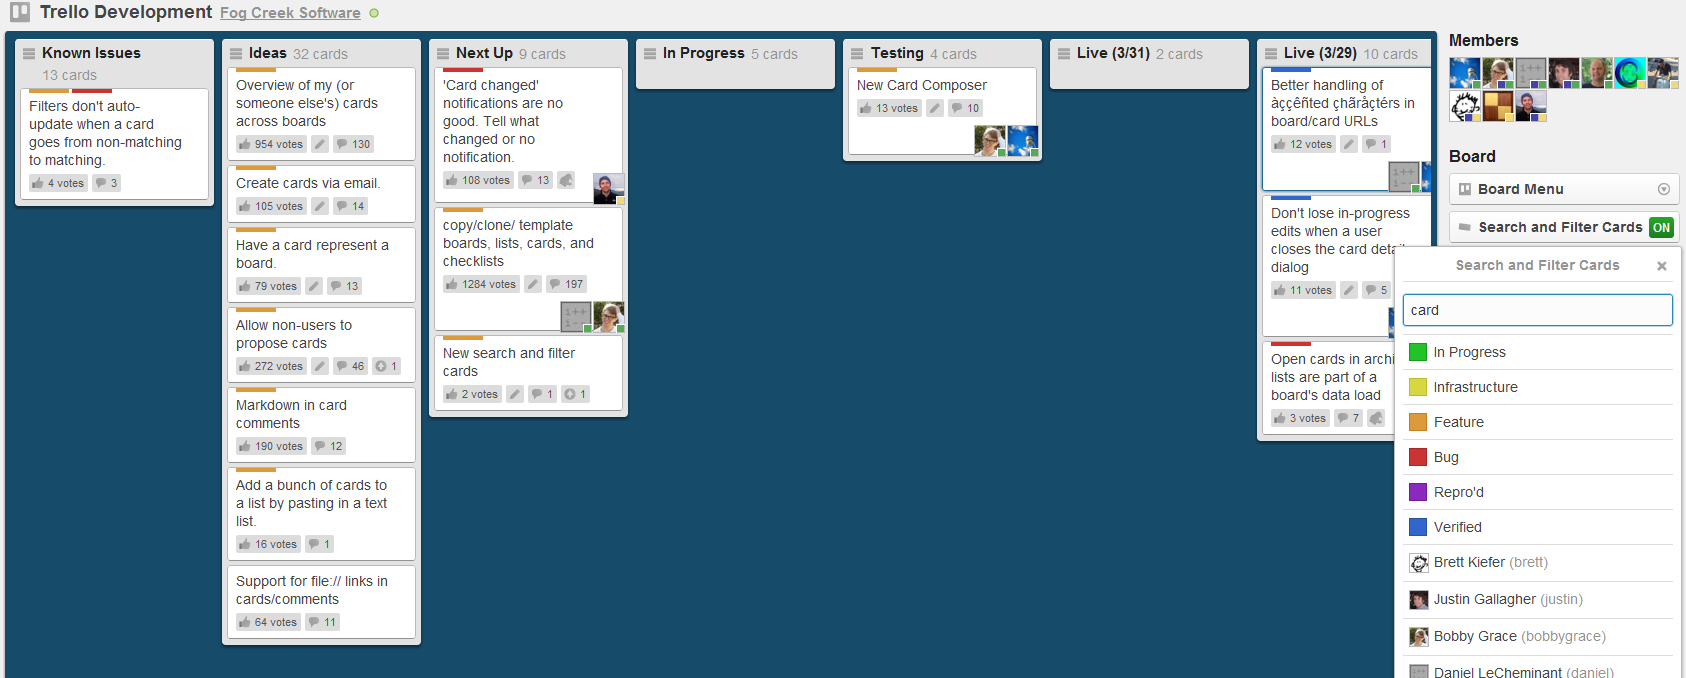 Trello Development Fog Creek Software
Known Issues
13 cards
Filters don't auto-
update when a card
goes from non-matching
to matching.
4 votes 3
Ideas 32 cards
Overview of my (or
someone else's) cards
across boards
954 votes 130
Create cards via email.
105 votes 14
Have a card represent a
board.
79 votes 13
Allow non-users to
propose cards
272 votes 46 1
Markdown in card
comments
190 votes 12
Add a bunch of cards to
a list by pasting in a text
list.
16 votes 1
Support for file:// links in
cards/comments
64 votes 11
Next Up 9 cards
'Card changed'
notifications are no
good. Tell what
changed or no
notification.
108 votes 13
copy/clone/ template
boards, lists, cards, and
checklists
1284 votes 197
i++
i--
New search and filter
cards
2 votes 1 1
In Progress 5 cards
Testing 4 cards
New Card Composer
13 votes 10
Live (3/31) 2 cards
Live (3/29) 10 cards
Better handling of
àççêñted çhãråçtérs in
board/card URLs
12 votes 1
i++
i--
Don't lose in-progress
edits when a user
closes the card detail
dialog
11 votes 5
Open cards in archi
lists are part of a
board's data load
3 votes 7
Members
Board
Board Menu
Search and Filter Cards ON
Search and Filter Cards ×
card
In Progress
Infrastructure
Feature
Bug
Repro'd
Verified
Brett Kiefer (brett)
Justin Gallagher (justin)
Bobby Grace (bobbygrace)
Daniel LeCheminant (daniel)